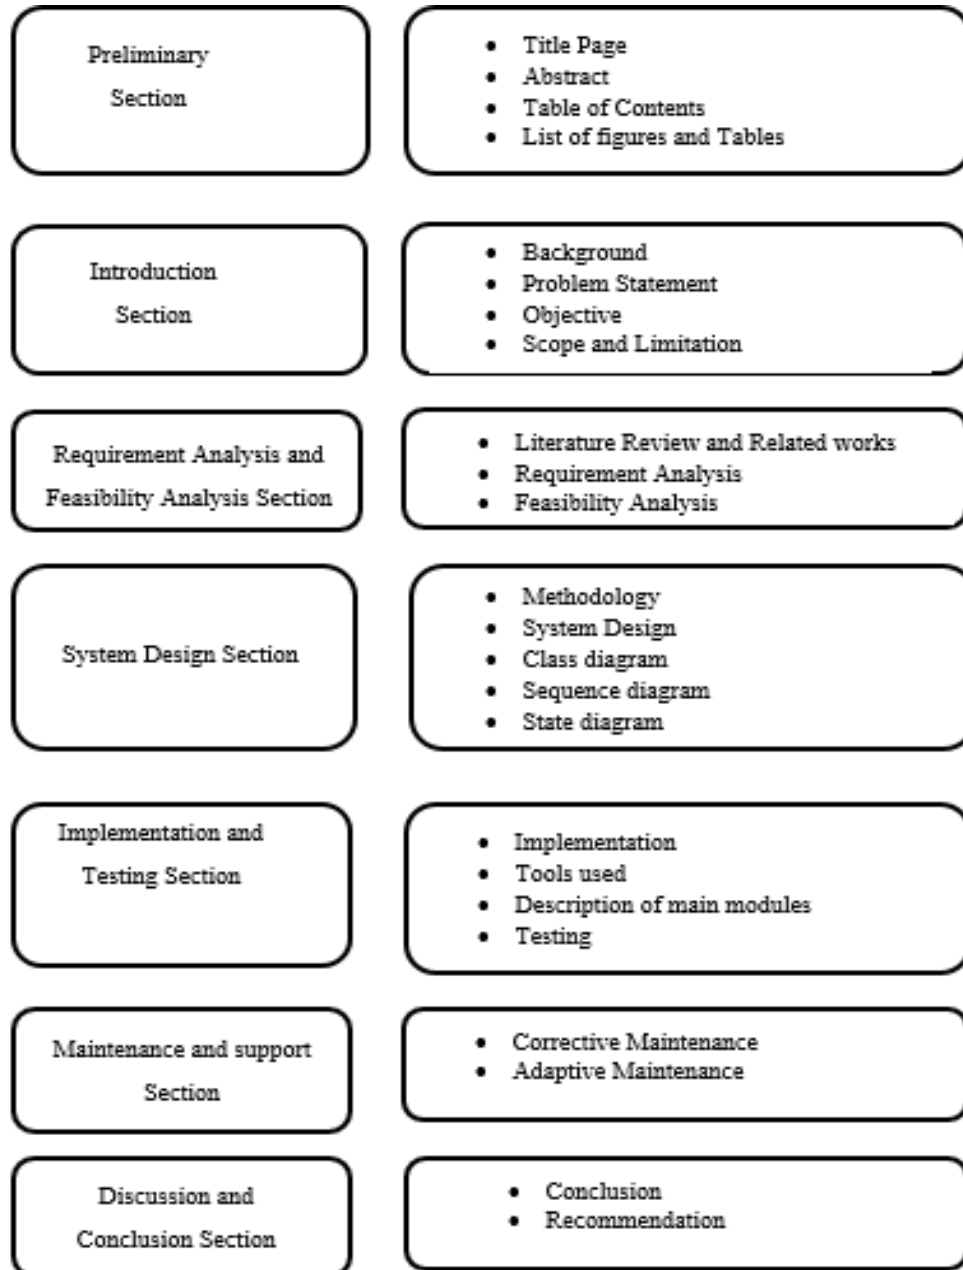 Preliminary
Section
• Title Page
• Abstract
• Table of Contents
• List of figures and Tables
Introduction
Section
• Background
• Problem Statement
• Objective
• Scope and Limitation
Requirement Analysis and
Feasibility Analysis Section
• Literature Review and Related works
• Requirement Analysis
• Feasibility Analysis
System Design Section
• Methodology
• System Design
• Class diagram
• Sequence diagram
• State diagram
Implementation and
Testing Section
• Implementation
• Tools used
• Description of main modules
• Testing
Maintenance and support
Section
• Corrective Maintenance
• Adaptive Maintenance
Discussion and
Conclusion Section
• Conclusion
• Recommendation